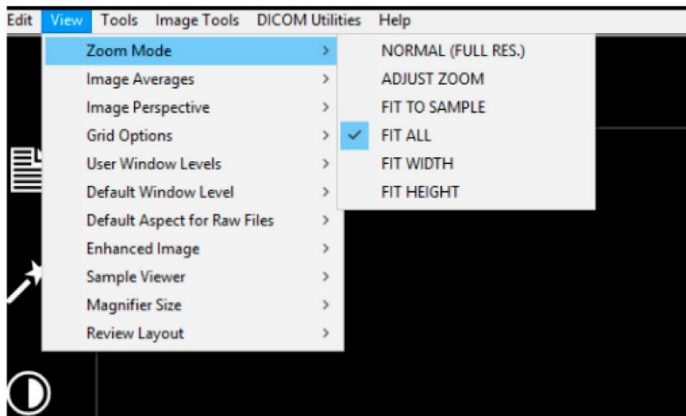 Edit View Tools Image Tools DICOM Utilities Help
Zoom Mode
Image Averages
Image Perspective
Grid Options
User Window Levels
Default Window Level
Default Aspect for Raw Files
Enhanced Image
Sample Viewer
Magnifier Size
Review Layout
NORMAL (FULL RES.)
ADJUST ZOOM
FIT TO SAMPLE
FIT ALL
FIT WIDTH
FIT HEIGHT